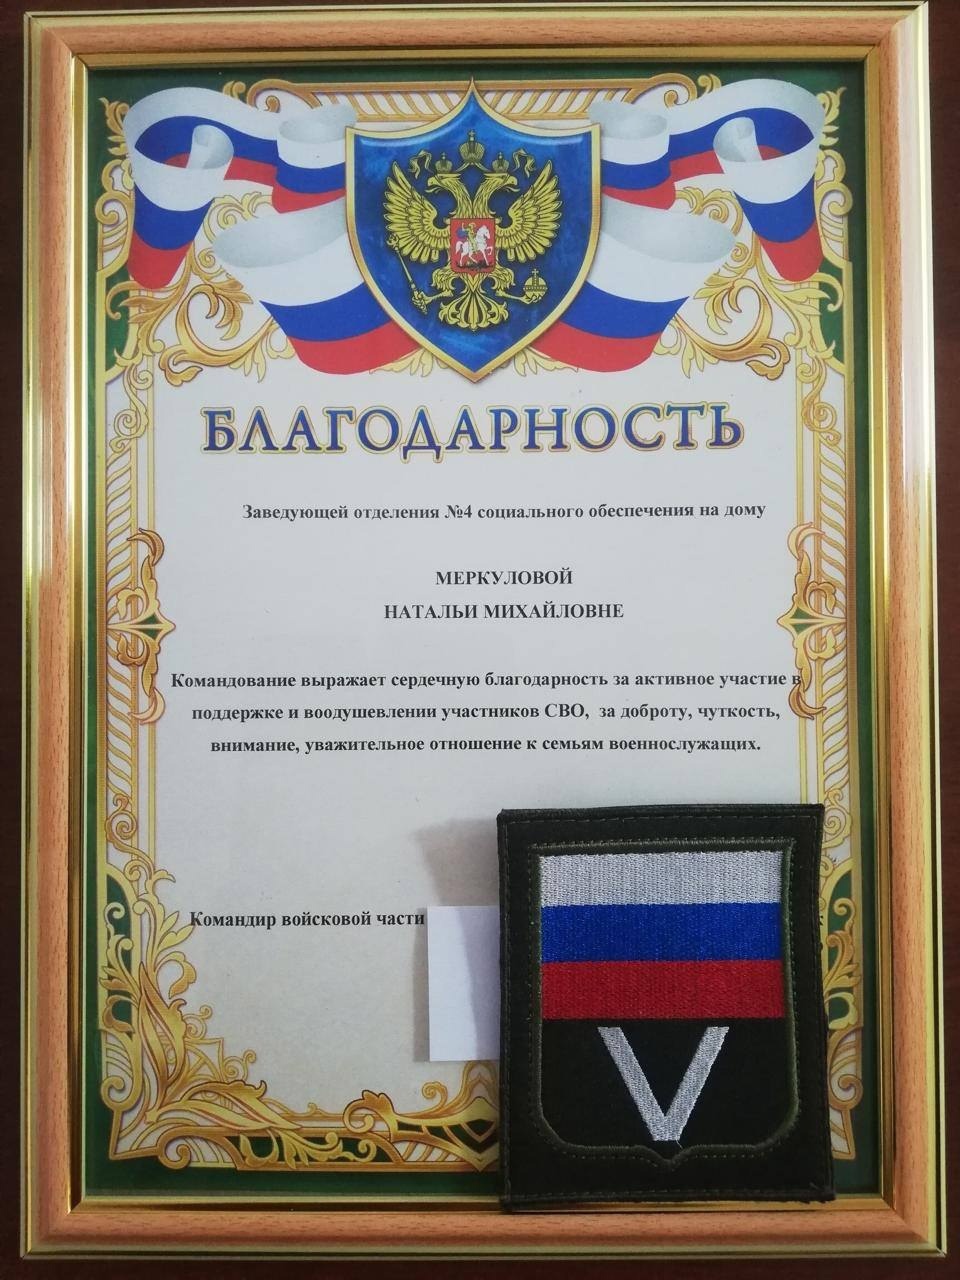 БЛАГОДАРНОСТЬ
Заведующей отделения №4 социального обеспечения на дому
МЕРКУЛОВОЙ
НАТАЛЬИ МИХАЙЛОВНЕ
Командование выражает сердечную благодарность за активное участие в
поддержке и воодушевлении участников СВО, за доброту, чуткость,
внимание, уважительное отношение к семьям военнослужащих.
Командир войсковой части
V